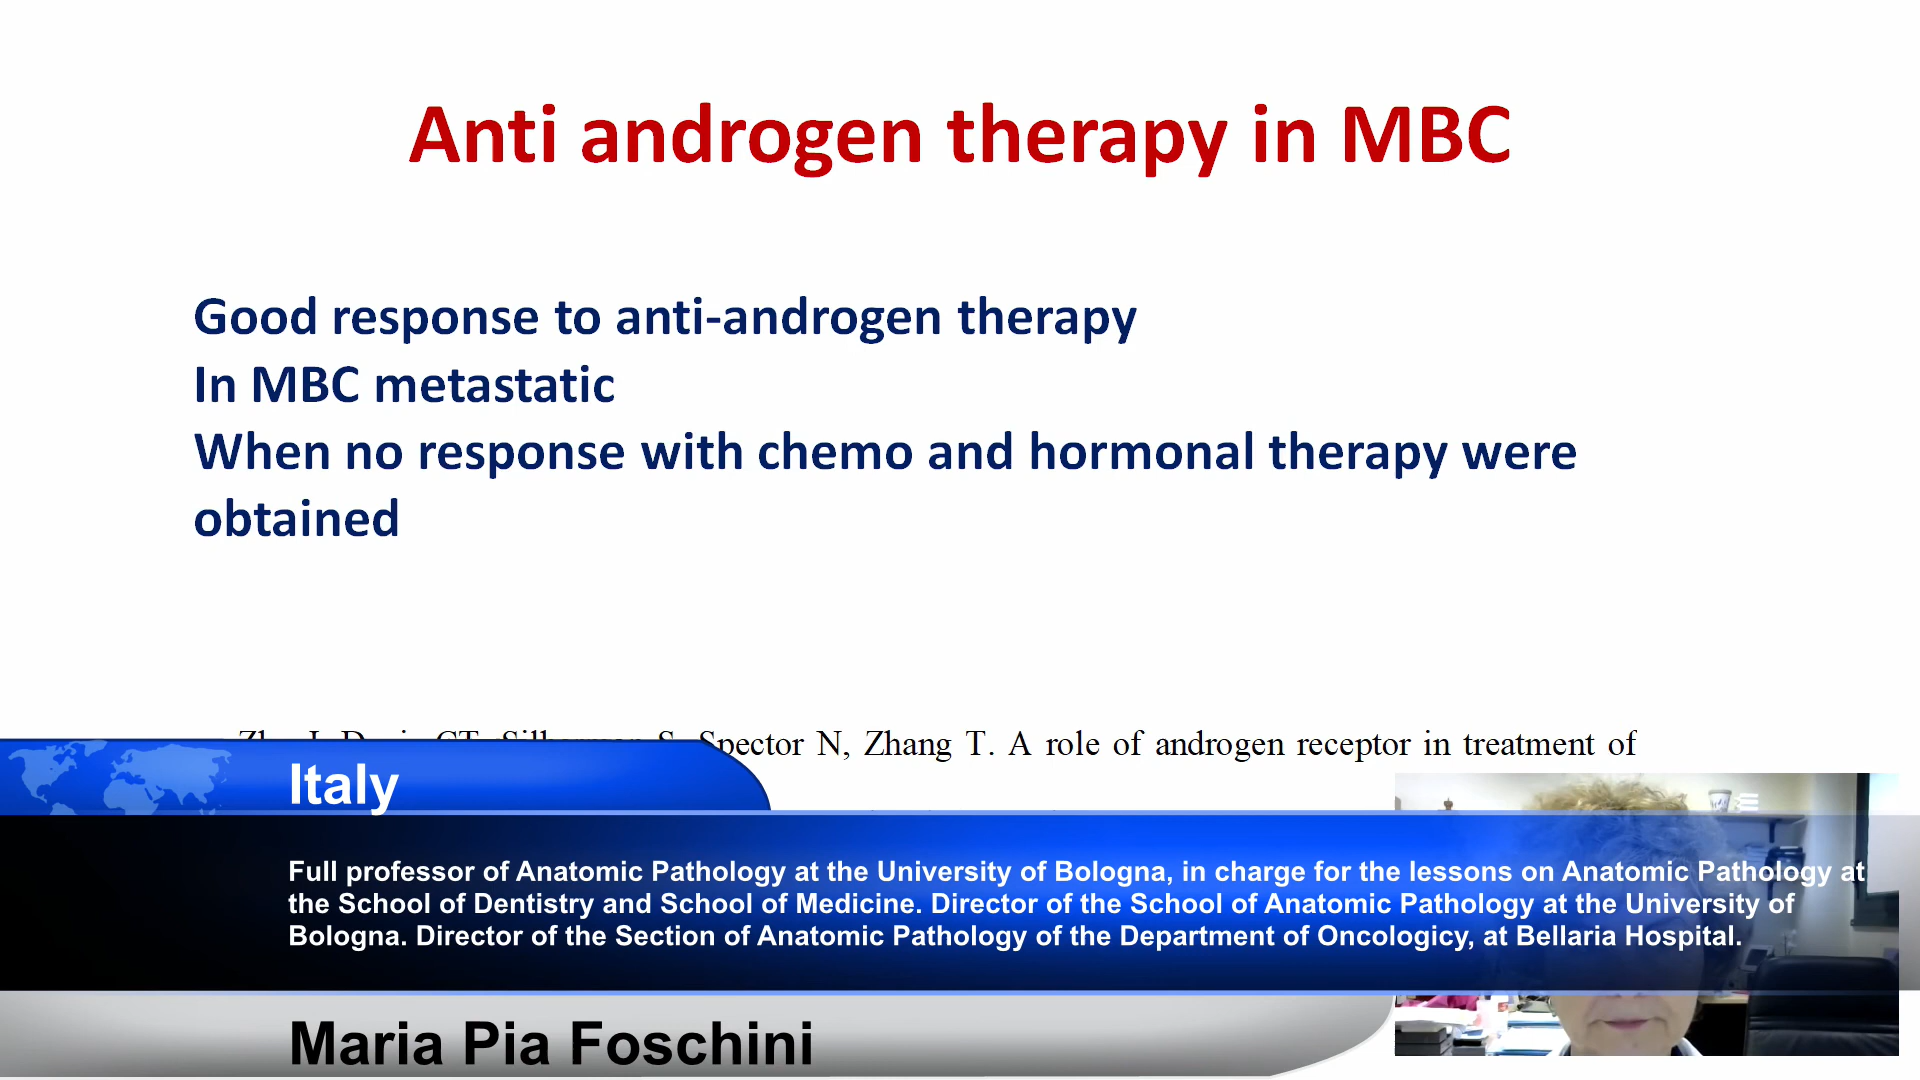 Anti androgen therapy in MBC
Good response to anti-androgen therapy
In MBC metastatic
When no response with chemo and hormonal therapy were
obtained
Spector N, Zhang T. A role of androgen receptor in treatment of
Italy
Full professor of Anatomic Pathology at the University of Bologna, in charge for the lessons on Anatomic Pathology at
the School of Dentistry and School of Medicine. Director of the School of Anatomic Pathology at the University of
Bologna. Director of the Section of Anatomic Pathology of the Department of Oncologicy, at Bellaria Hospital.
Maria Pia Foschini